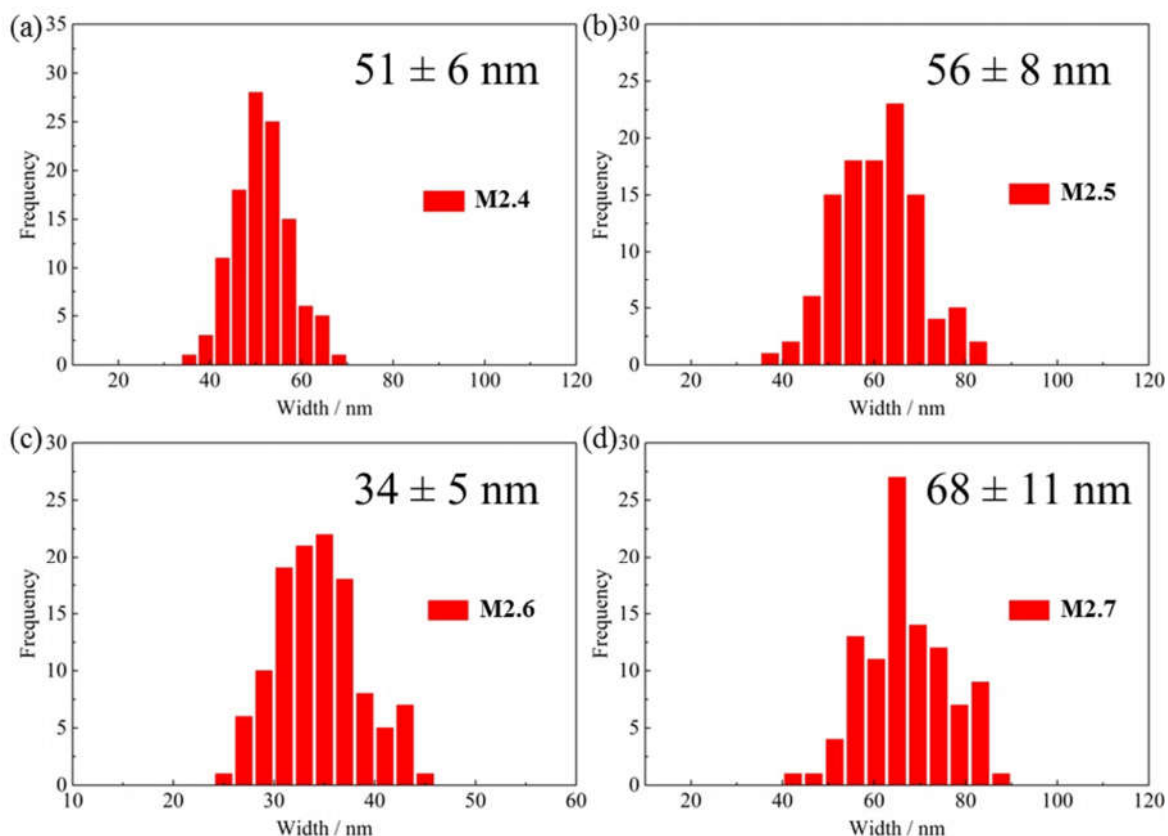 (a)
35
30
25
20
15
10
5
0
Frequency
51 ± 6 nm
M2.4
20 40 60 80 100 120
Width / nm
(b)
30
25
20
15
10
5
0
Frequency
56 ± 8 nm
M2.5
20 40 60 80 100 120
Width / nm
(c)
30
25
20
15
10
5
0
Frequency
34 ± 5 nm
M2.6
10 20 30 40 50 60
Width / nm
(d)
30
25
20
15
10
5
0
Frequency
68 ± 11 nm
M2.7
20 40 60 80 100 120
Width / nm